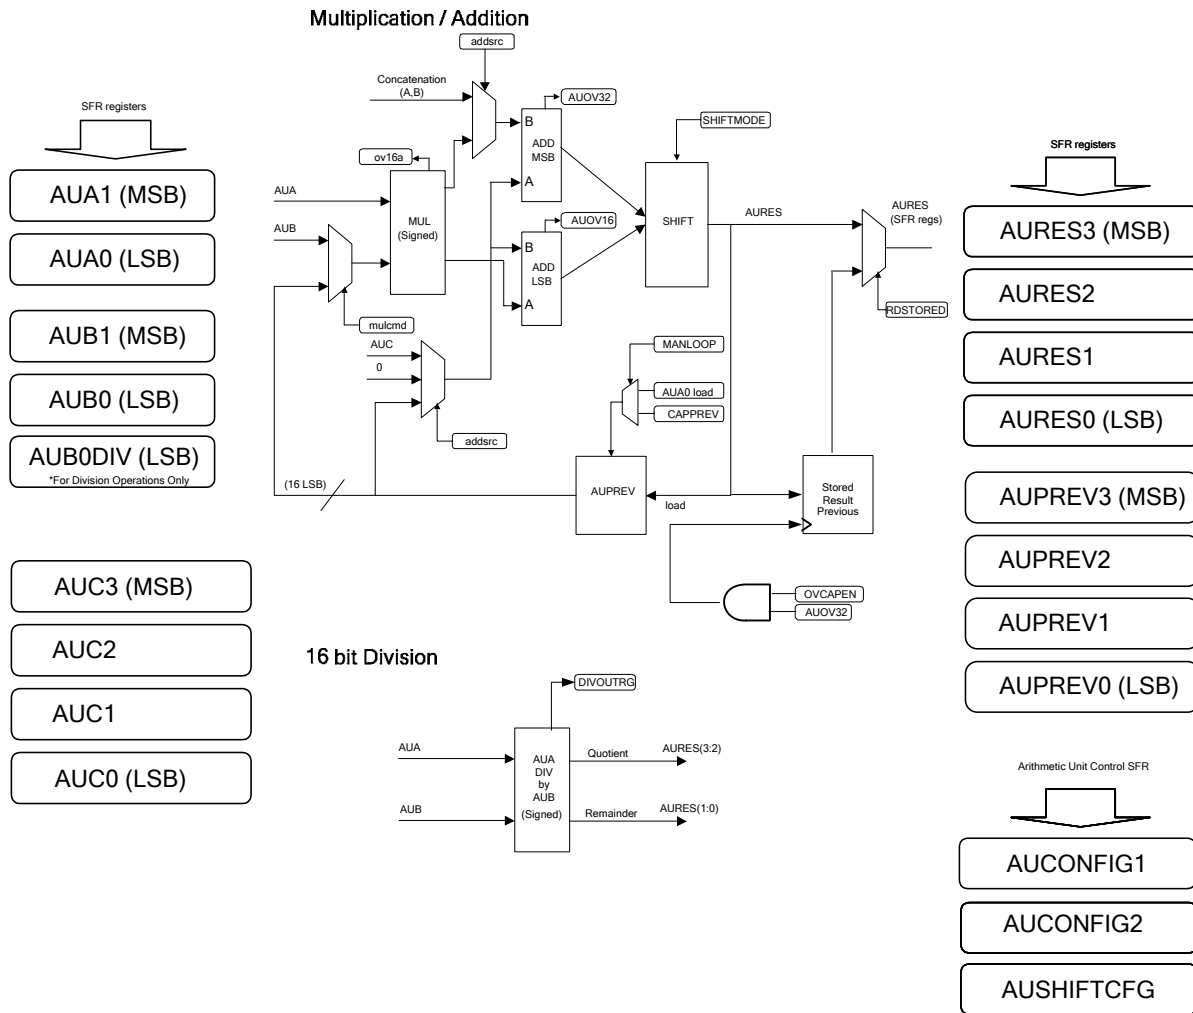 Multiplication / Addition
addsrc
Concatenation
(A,B)
AUOV32
B
ADD
MSB
A
ov16a
MUL
(Signed)
AUA
AUB
mulcmd
AUOV16
B
ADD
LSB
A
SHIFTMODE
SHIFT
AURES
AURES
(SFR regs)
RDSTORED
AUC
0
addsrc
MANLOOP
AUA0 load
CAPPREV
(16 LSB)
AUPREV
load
Stored
Result
Previous
OVCAPEN
AUOV32
SFR registers
AUA1 (MSB)
AUA0 (LSB)
AUB1 (MSB)
AUB0 (LSB)
AUB0DIV (LSB)
*For Division Operations Only
AUC3 (MSB)
AUC2
AUC1
AUC0 (LSB)
16 bit Division
DIVOUTRG
AUA
AUB
AUA
DIV
by
AUB
(Signed)
Quotient
AURES(3:2)
Remainder
AURES(1:0)
SFR registers
AURES3 (MSB)
AURES2
AURES1
AURES0 (LSB)
AUPREV3 (MSB)
AUPREV2
AUPREV1
AUPREV0 (LSB)
Arithmetic Unit Control SFR
AUCONFIG1
AUCONFIG2
AUSHIFTCFG